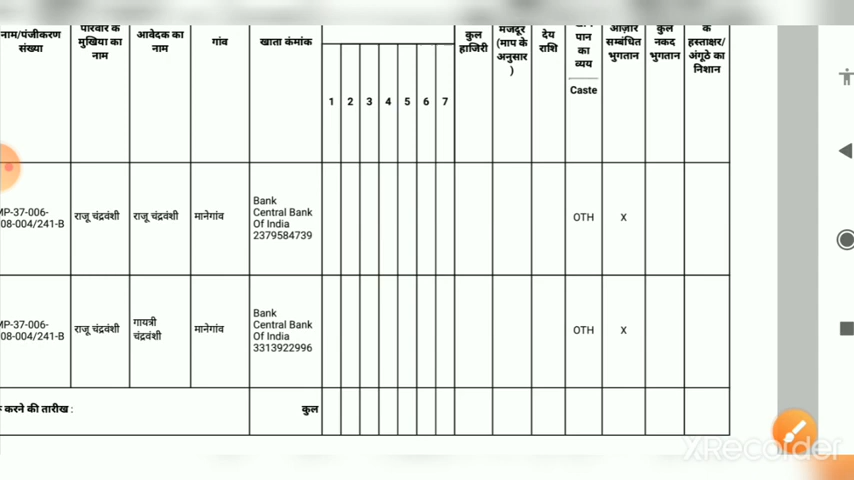 नाम/पंजीकरण
संख्या
परिवार के
मुखिया का
नाम
आवेदक का
नाम
गांव
खाता कंमांक
1 2 3 4 5 6 7
कुल
हाजिरी
मजदूर
(माप के
अनुसार
)
देय
राशि
पान
का
व्यय
Caste
औज़ार
सम्बंधित
भुगतान
कुल
नकद
भुगतान
के
हस्ताक्षर/
अंगूठे का
निशान
MP-37-006-
008-004/241-B
राजू चंद्रवंशी
राजू चंद्रवंशी
मानेगांव
Bank
Central Bank
Of India
2379584739
OTH
X
MP-37-006-
008-004/241-B
राजू चंद्रवंशी
गायत्री
चंद्रवंशी
मानेगांव
Bank
Central Bank
Of India
3313922996
OTH
X
करने की तारीख :
कुल
XRecorder